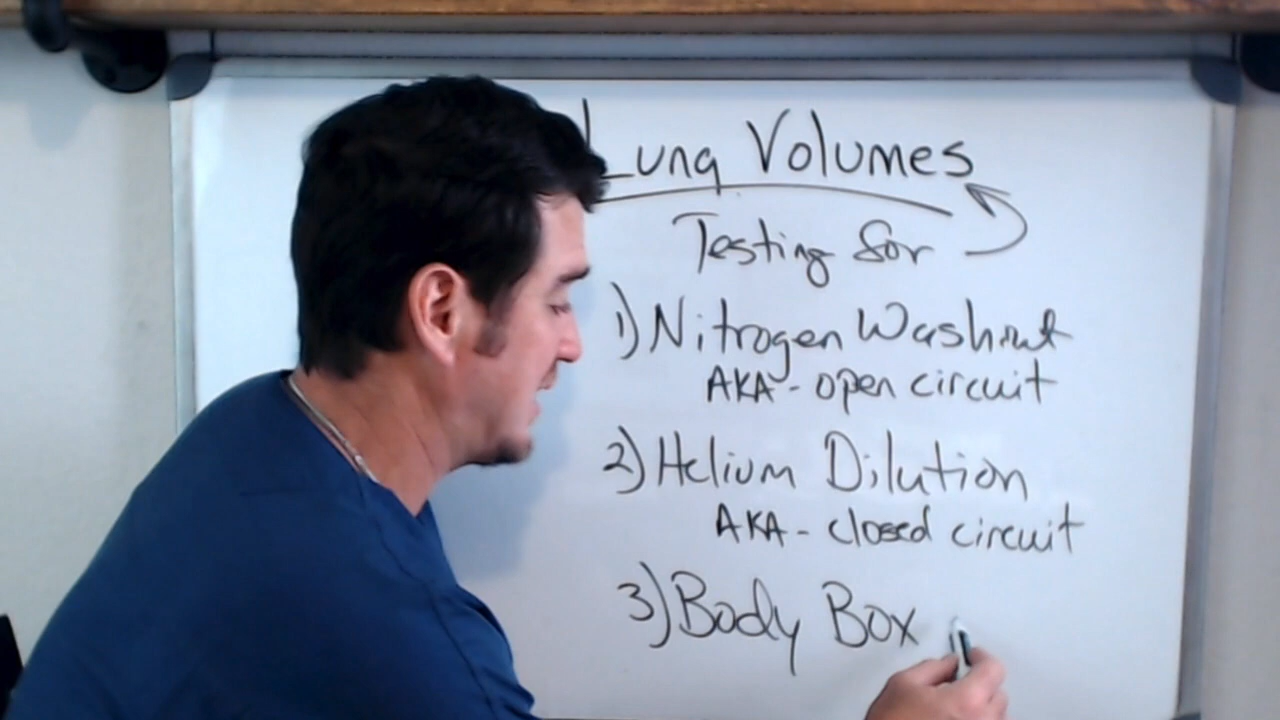 Lung Volumes
Testing for
1) Nitrogen Washout
AKA - open circuit
2) Helium Dilution
AKA - closed circuit
3) Body Box